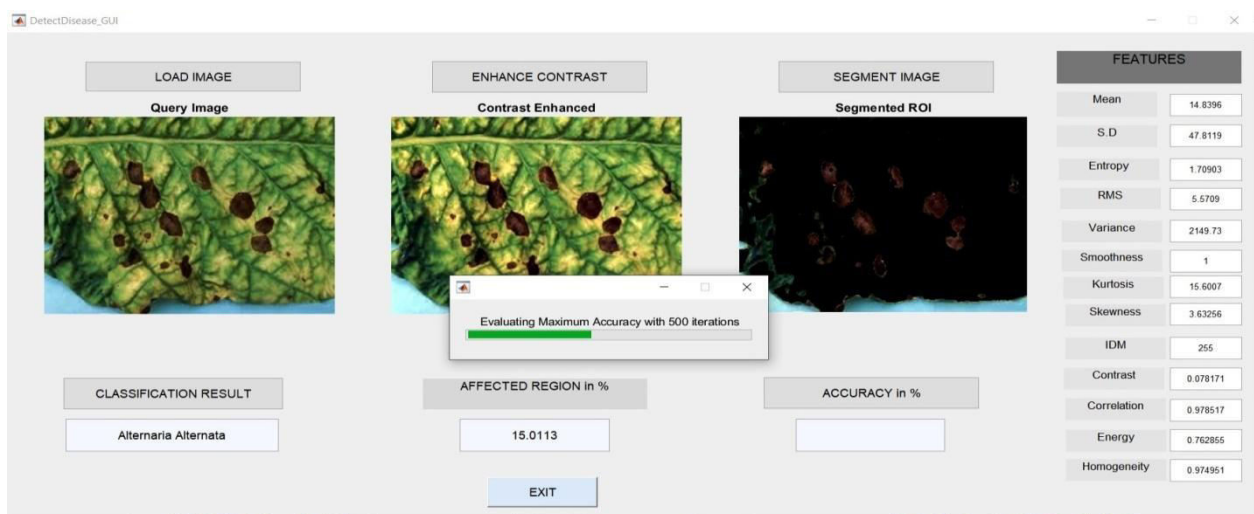 DetectDisease_GUI
LOAD IMAGE
ENHANCE CONTRAST
SEGMENT IMAGE
Query Image
Contrast Enhanced
Segmented ROI
Evaluating Maximum Accuracy with 500 iterations
CLASSIFICATION RESULT
AFFECTED REGION in %
ACCURACY in %
Alternaria Alternata
15.0113
EXIT
FEATURES
Mean 14.8396
S.D 47.8119
Entropy 1.70903
RMS 5.5709
Variance 2149.73
Smoothness 1
Kurtosis 15.6007
Skewness 3.63256
IDM 255
Contrast 0.078171
Correlation 0.978517
Energy 0.762855
Homogeneity 0.974951